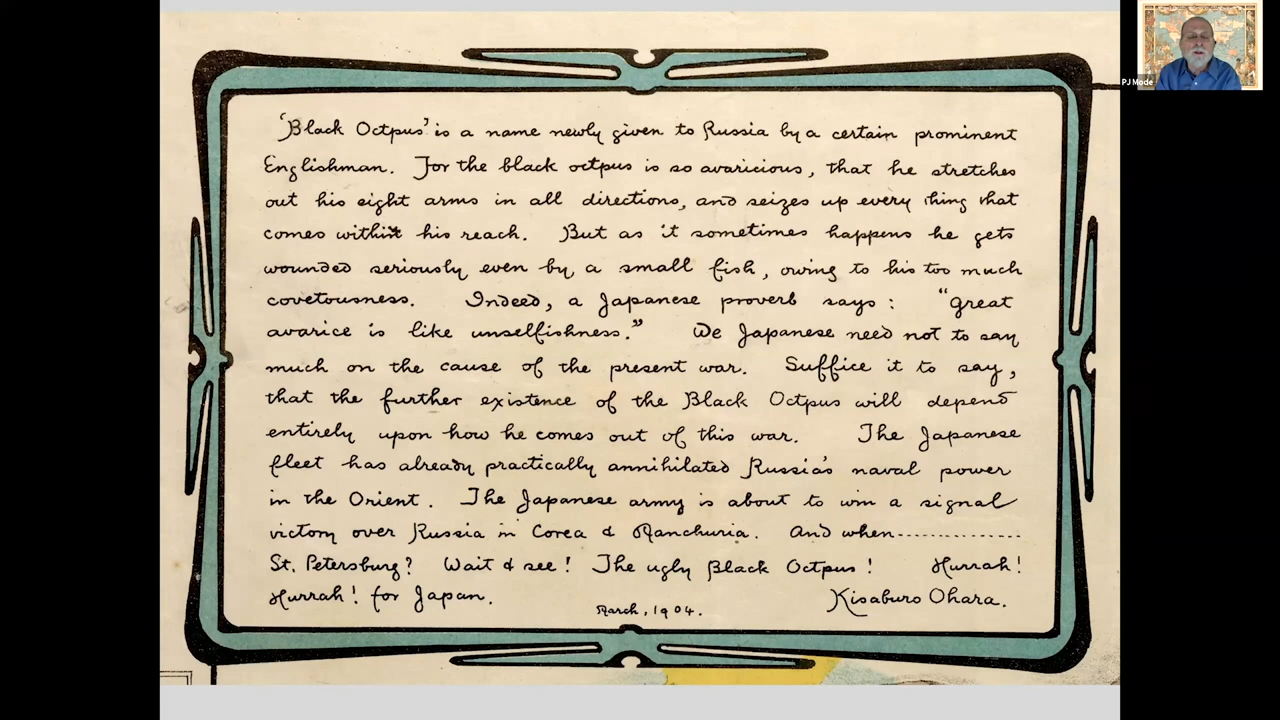 'Black Octpus' is a name newly given to Russia by a certain prominent
Englishman. For the black octpus is so avaricious, that he stretches
out his eight arms in all directions, and seizes up every thing that
comes within his reach. But as it sometimes happens he gets
wounded seriously even by a small fish, owing to his too much
covetousness. Indeed, a Japanese proverb says: "Great
avarice is like unselfishness." We Japanese need not to say
much on the cause of the present war. Suffice it to say,
that the further existence of the Black Octpus will depend
entirely upon how he comes out of this war. The Japanese
fleet has already practically annihilated Russia's naval power
in the Orient. The Japanese army is about to win a signal
victory over Russia in Corea & Manchuria. And when..............
St. Petersburg? Wait & see! The ugly Black Octpus! Hurrah!
Hurrah! for Japan. Kisaburo Ohara.
March, 1904.
PJ Mode